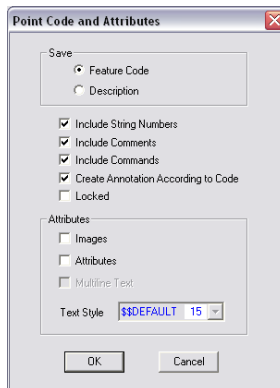 Point Code and Attributes
Save
Feature Code
Description
Include String Numbers
Include Comments
Include Commands
Create Annotation According to Code
Locked
Attributes
Images
Attributes
Multiline Text
Text Style $$DEFAULT 15
OK Cancel